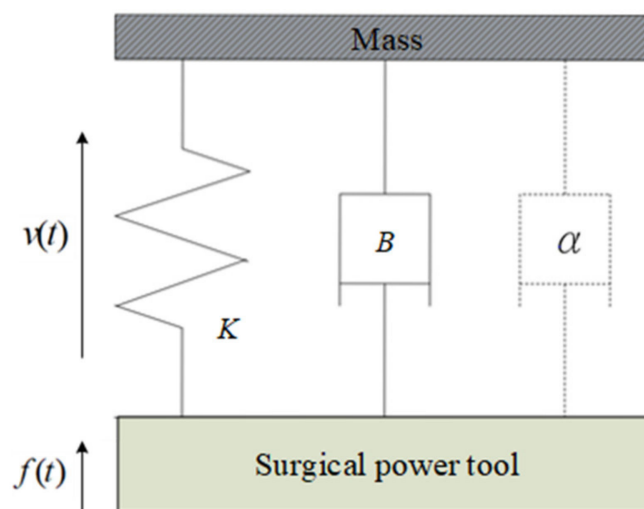 Mass
v(t)
B
α
K
f(t)
Surgical power tool